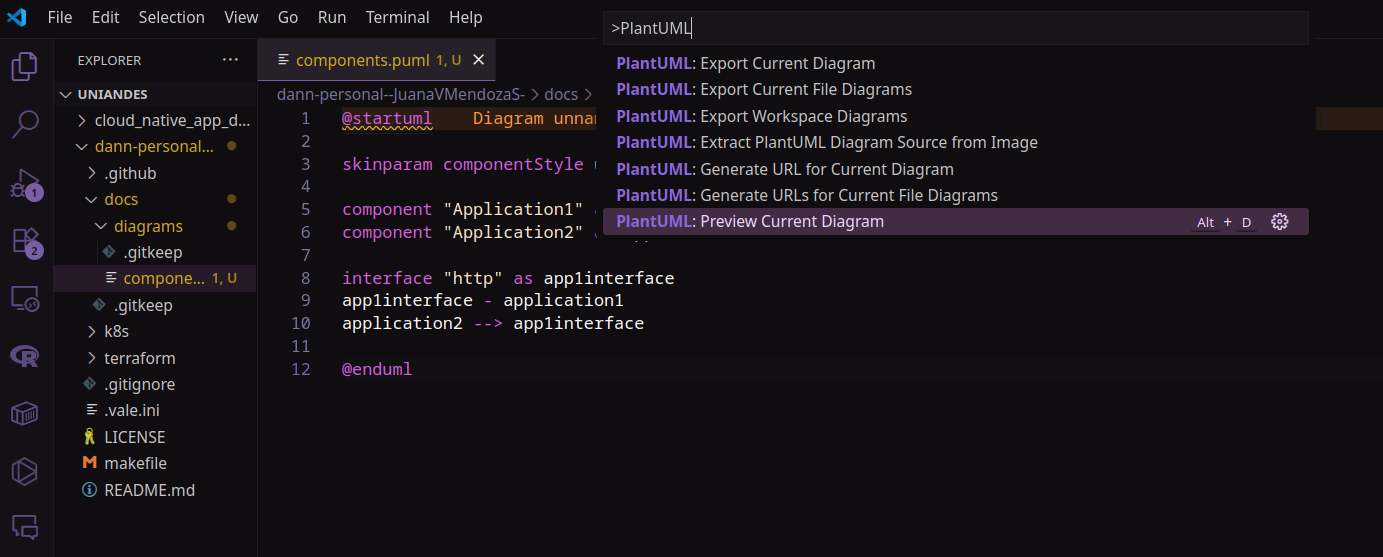 File Edit Selection View Go Run Terminal Help
>PlantUML
PlantUML: Export Current Diagram
PlantUML: Export Current File Diagrams
PlantUML: Export Workspace Diagrams
PlantUML: Extract PlantUML Diagram Source from Image
PlantUML: Generate URL for Current Diagram
PlantUML: Generate URLs for Current File Diagrams
PlantUML: Preview Current Diagram Alt + D
1
2
EXPLORER ...
UNIANDES
cloud_native_app_d...
dann-personal...
.github
docs
diagrams
.gitkeep
compone... 1, U
.gitkeep
k8s
terraform
.gitignore
.vale.ini
LICENSE
makefile
README.md
components.puml 1, U
dann-personal--JuanaVMendozaS- > docs >
1 @startuml Diagram unna
2
3 skinparam componentStyle
4
5 component "Application1"
6 component "Application2"
7
8 interface "http" as app1interface
9 app1interface - application1
10 application2 --> app1interface
11
12 @enduml